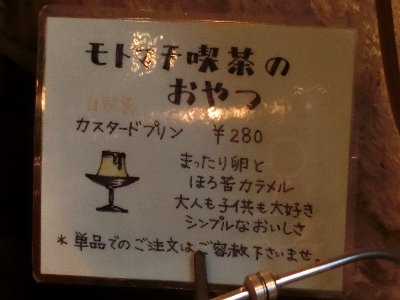 モトマチ喫茶の
おやつ
自家製
カスタードプリン ¥280
まったり卵と
ほろ苦カラメル
大人も子供も大好き
シンプルなおいしさ
*単品でのご注文はご容赦下さいませ。